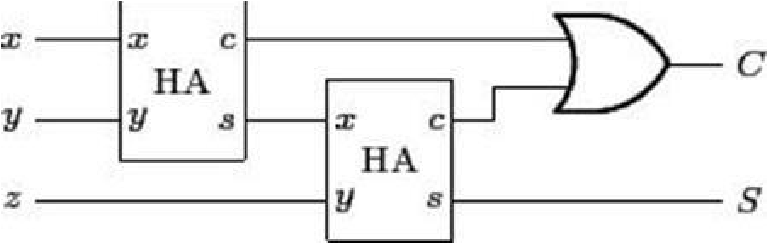 x x c C
HA
y y s x c
HA
z y s S